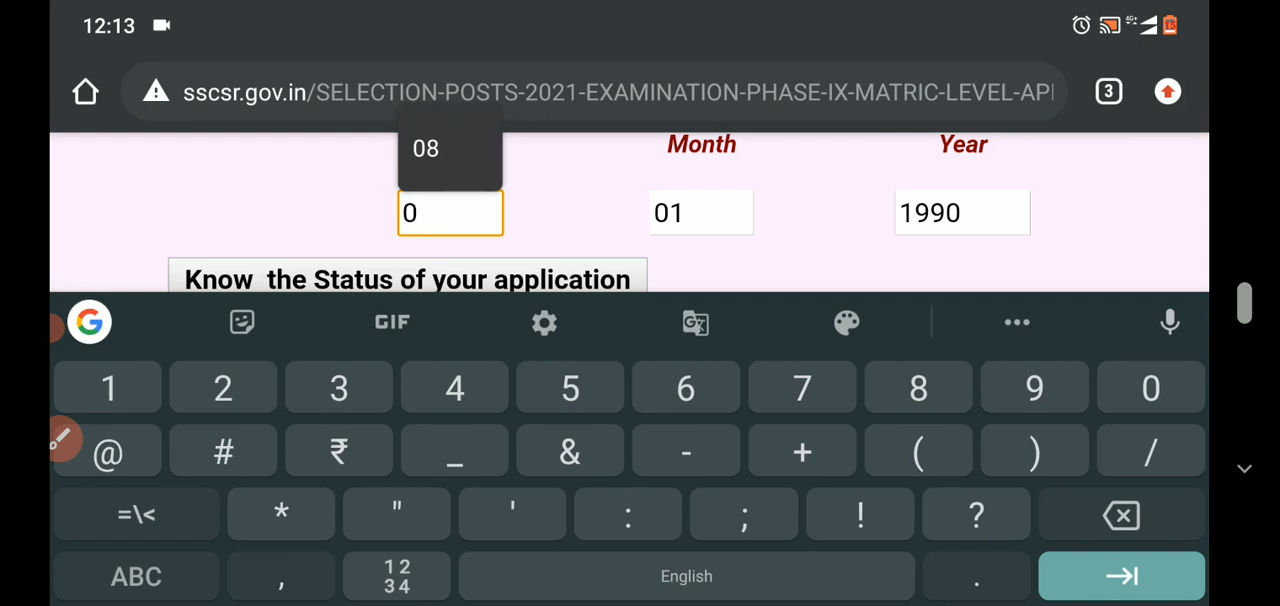 12:13
4G+
15
sscsr.gov.in/SELECTION-POSTS-2021-EXAMINATION-PHASE-IX-MATRIC-LEVEL-API
3
08
Month Year
0 01 1990
Know the Status of your application
G GIF G •••
1 2 3 4 5 6 7 8 9 0
@ # ₹ _ & - + ( ) /
=\< * " ' : ; ! ?
ABC , 12 English .
34